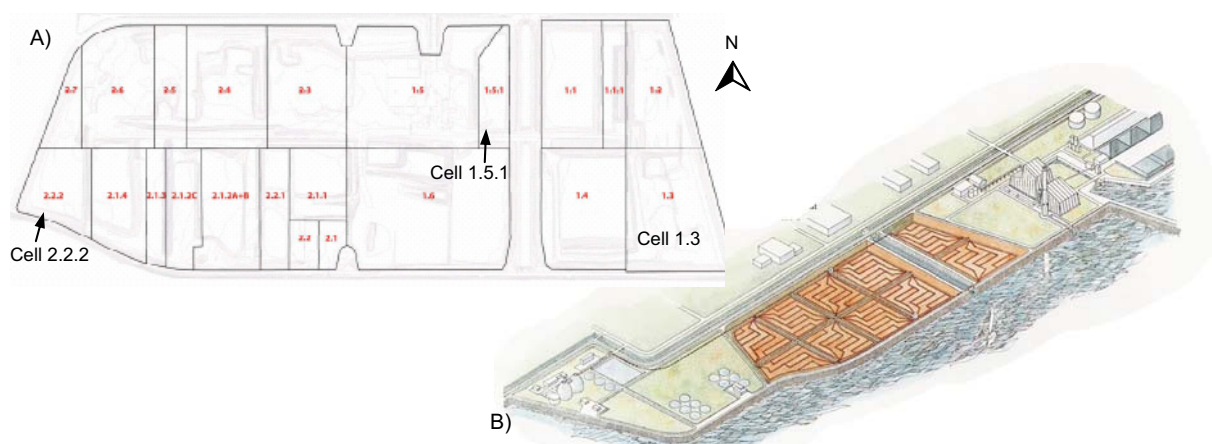 A)
N
2.7 2.6 2.5 2.4 2.3 1.5 1.5.1 1.1 1.1.1 1.2
Cell 1.5.1
2.2.2 2.1.4 2.1.3 2.1.2C 2.1.2A+B 2.2.1 2.1.1 1.6 1.4 1.3
2.2 2.1
Cell 1.3
Cell 2.2.2
B)